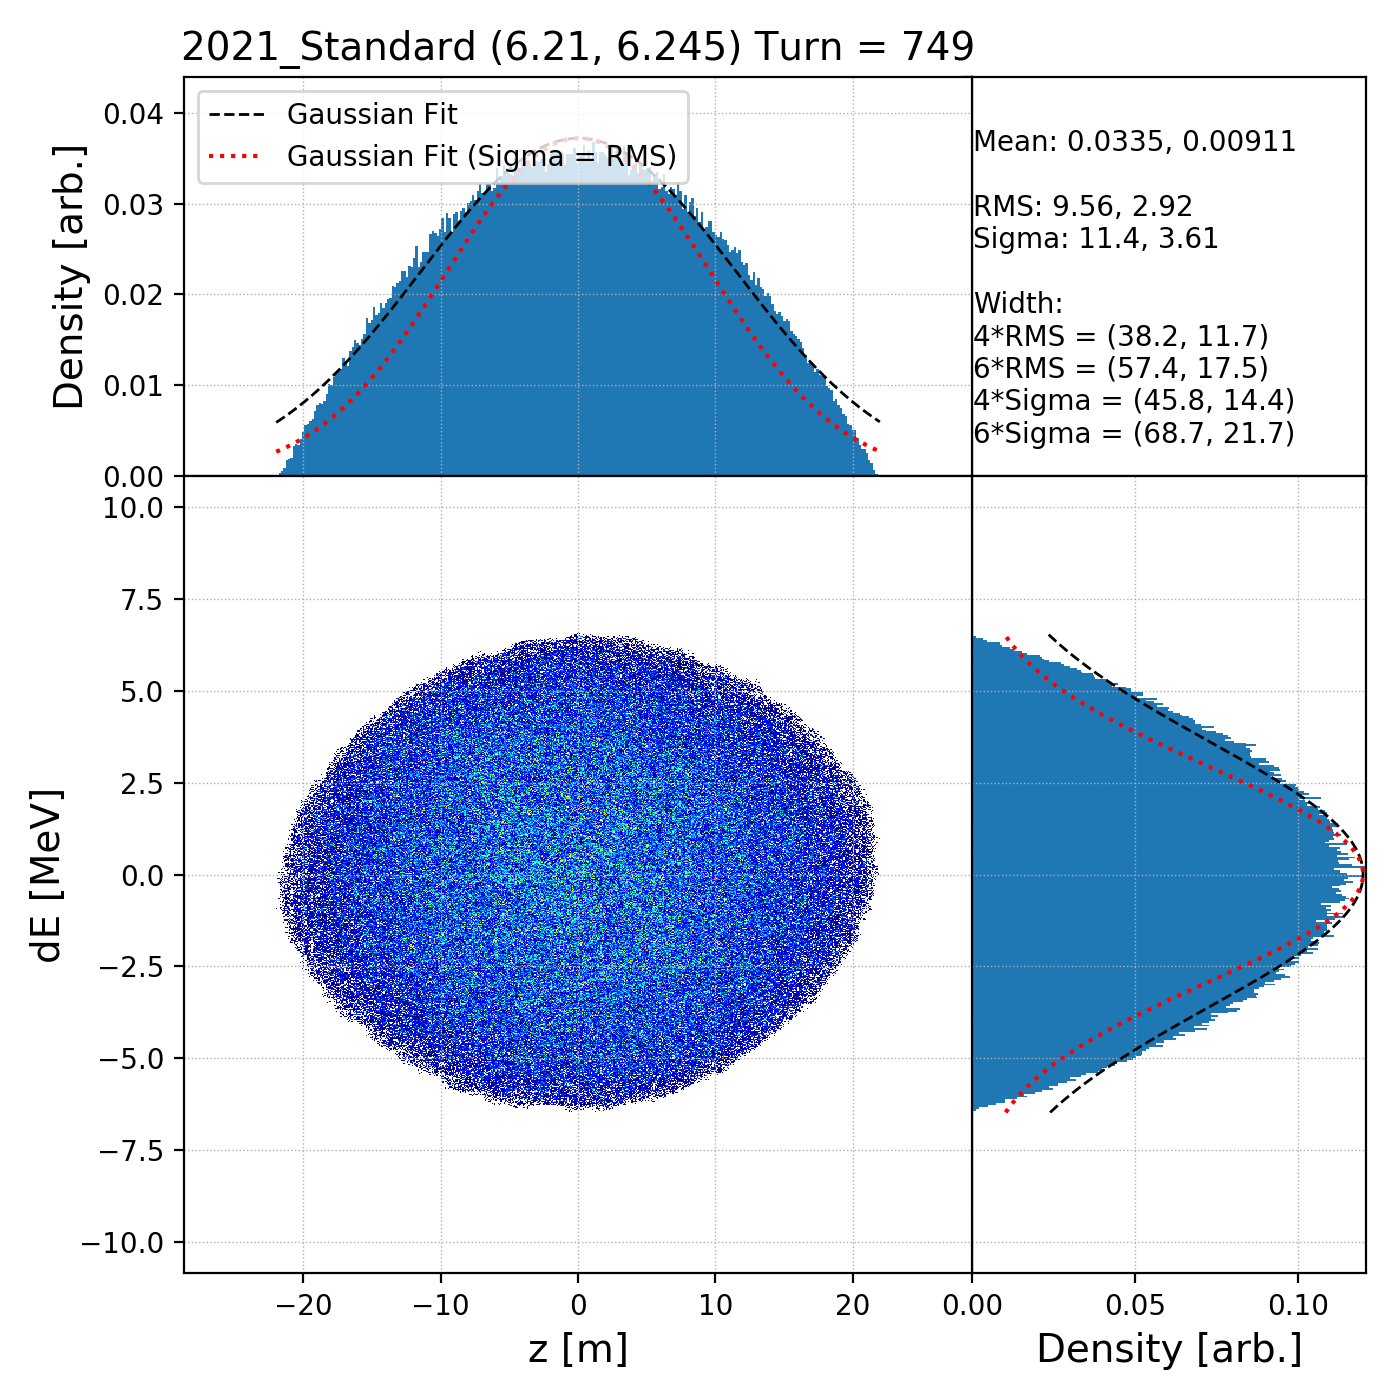 2021_Standard (6.21, 6.245) Turn = 749
Gaussian Fit
Gaussian Fit (Sigma = RMS)
Density [arb.]
0.04
0.03
0.02
0.01
0.00
Mean: 0.0335, 0.00911
RMS: 9.56, 2.92
Sigma: 11.4, 3.61
Width:
4*RMS = (38.2, 11.7)
6*RMS = (57.4, 17.5)
4*Sigma = (45.8, 14.4)
6*Sigma = (68.7, 21.7)
dE [MeV]
10.0
7.5
5.0
2.5
0.0
−2.5
−5.0
−7.5
−10.0
−20 −10 0 10 20
z [m]
0.00 0.05 0.10
Density [arb.]